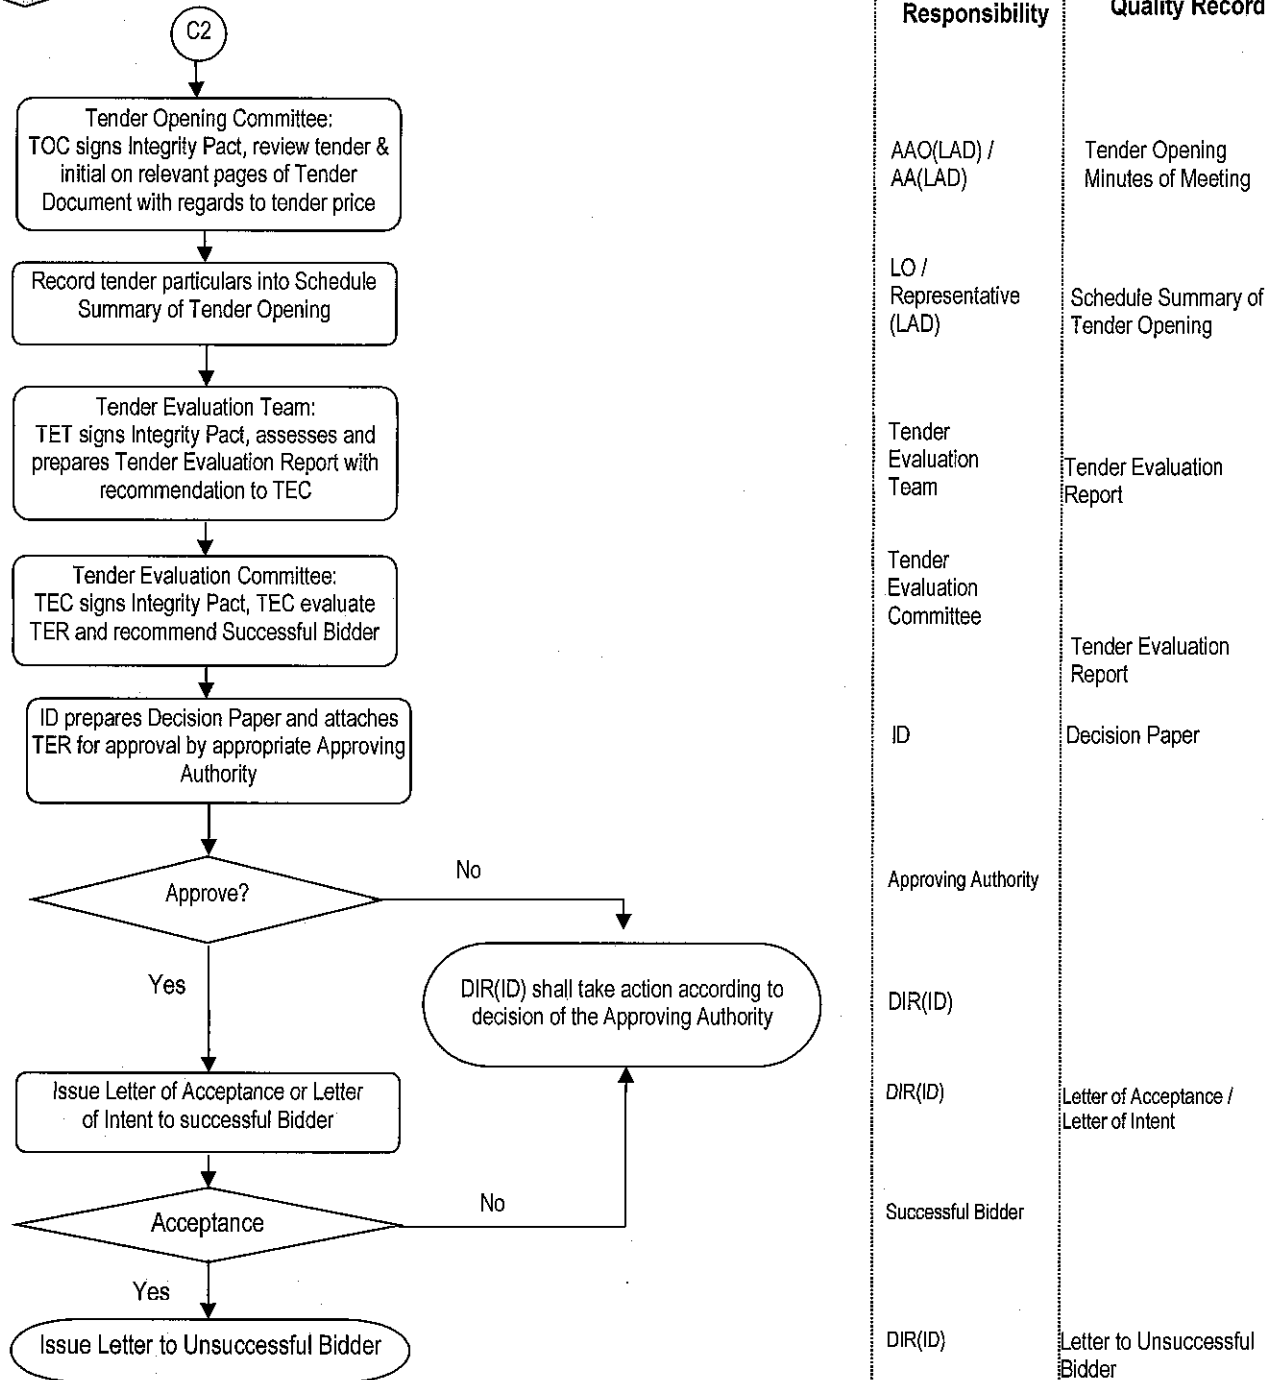 Responsibility
Quality Record
C2
Tender Opening Committee:
TOC signs Integrity Pact, review tender &
initial on relevant pages of Tender
Document with regards to tender price
AAO(LAD) /
AA(LAD)
Tender Opening
Minutes of Meeting
Record tender particulars into Schedule
Summary of Tender Opening
LO /
Representative
(LAD)
Schedule Summary of
Tender Opening
Tender Evaluation Team:
TET signs Integrity Pact, assesses and
prepares Tender Evaluation Report with
recommendation to TEC
Tender
Evaluation
Team
Tender Evaluation
Report
Tender Evaluation Committee:
TEC signs Integrity Pact, TEC evaluate
TER and recommend Successful Bidder
Tender
Evaluation
Committee
Tender Evaluation
Report
ID prepares Decision Paper and attaches
TER for approval by appropriate Approving
Authority
ID
Decision Paper
Approve?
No
Approving Authority
Yes
DIR(ID) shall take action according to
decision of the Approving Authority
DIR(ID)
Issue Letter of Acceptance or Letter
of Intent to successful Bidder
DIR(ID)
Letter of Acceptance /
Letter of Intent
Acceptance
No
Successful Bidder
Yes
Issue Letter to Unsuccessful Bidder
DIR(ID)
Letter to Unsuccessful
Bidder